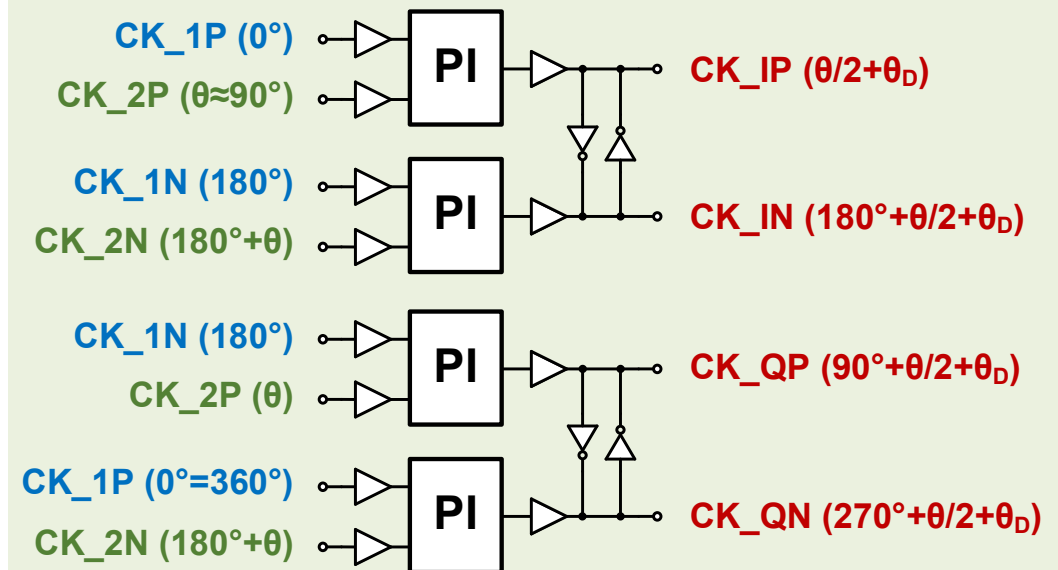 CK_1P (0°)
CK_2P (θ≈90°)
PI
CK_IP (θ/2+θD)
CK_1N (180°)
CK_2N (180°+θ)
PI
CK_IN (180°+θ/2+θD)
CK_1N (180°)
CK_2P (θ)
PI
CK_QP (90°+θ/2+θD)
CK_1P (0°=360°)
CK_2N (180°+θ)
PI
CK_QN (270°+θ/2+θD)